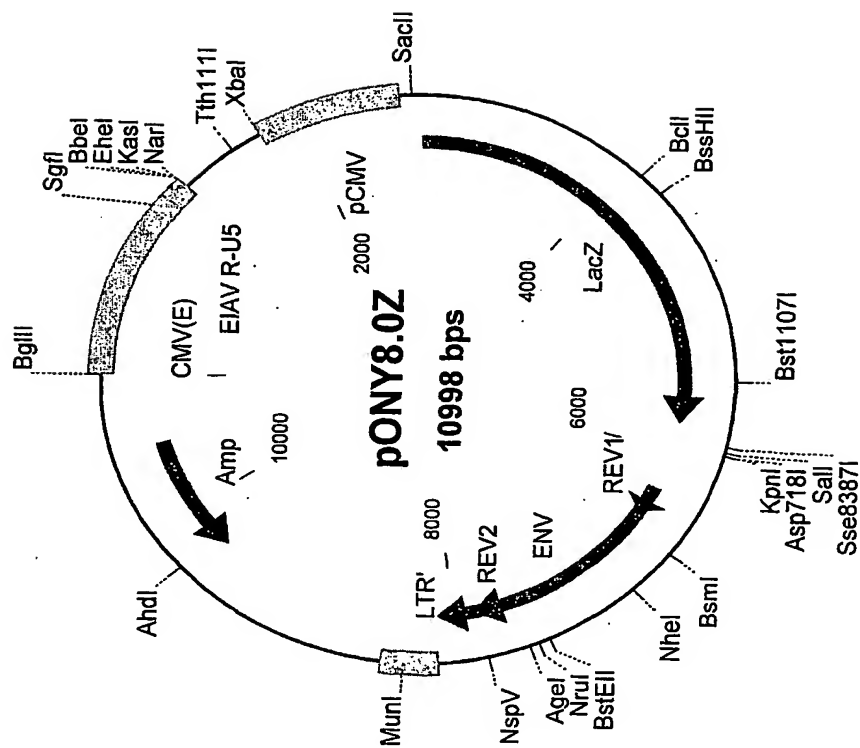 pONY8.0Z
10998 bps
BglII
SgfI
BbeI
EheI
KasI
NarI
Tth111I
XbaI
SacII
BclI
BssHII
Bst1107I
KpnI
Asp718I
SalI
Sse8387I
BsmI
NheI
BstEII
NruI
AgeI
NspV
MunI
AhdI
CMV(E)
EIAV R-U5
pCMV
2000
LacZ
4000
6000
REV1/
ENV
REV2
LTR'
8000
Amp
10000